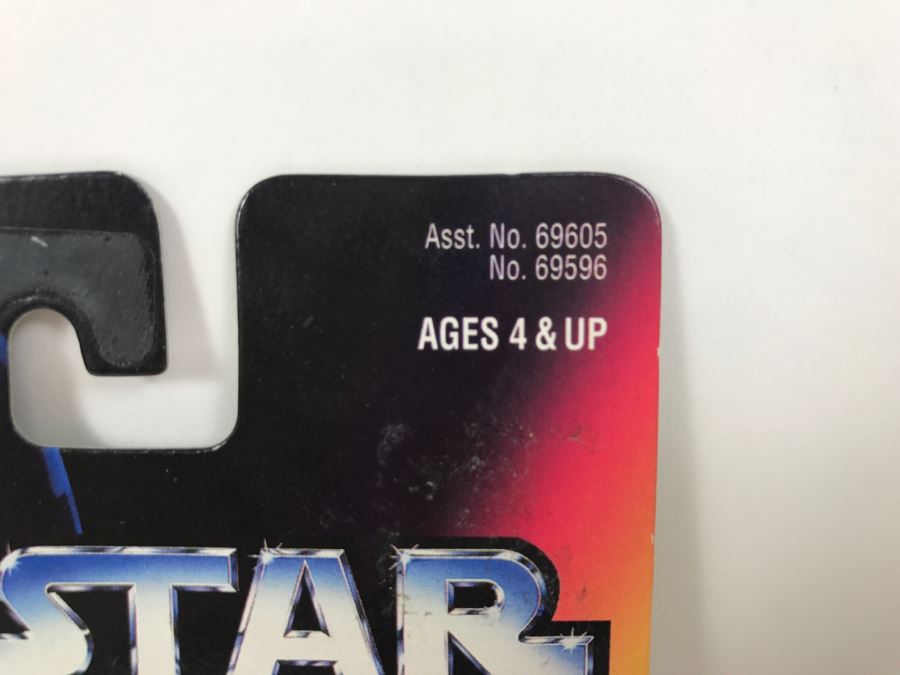 Asst. No. 69605
No. 69596
AGES 4 & UP
STAR